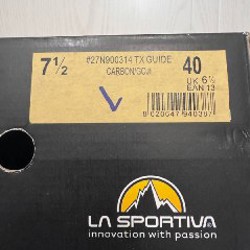 7½
#27N900314 TX GUIDE
CARBON/GOJI
40
UK 6½
EAN 13
LA SPORTIVA
innovation with passion